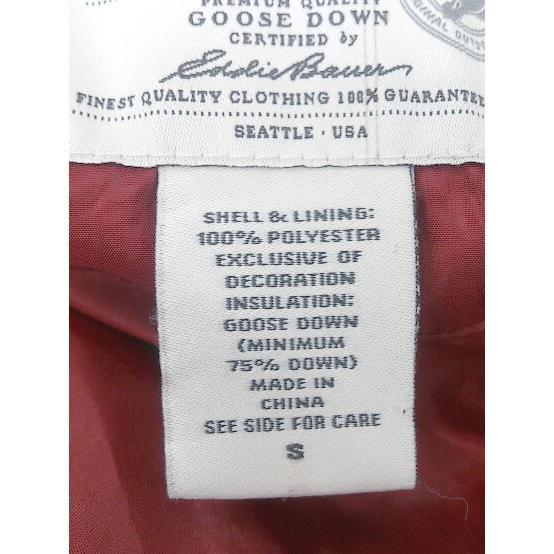 PREMIUM QUALITY
GOOSE DOWN
CERTIFIED by
Eddie Bauer
FINEST QUALITY CLOTHING 100% GUARANTEE
SEATTLE · USA
SHELL & LINING:
100% POLYESTER
EXCLUSIVE OF
DECORATION
INSULATION:
GOOSE DOWN
(MINIMUM
75% DOWN)
MADE IN
CHINA
SEE SIDE FOR CARE
S